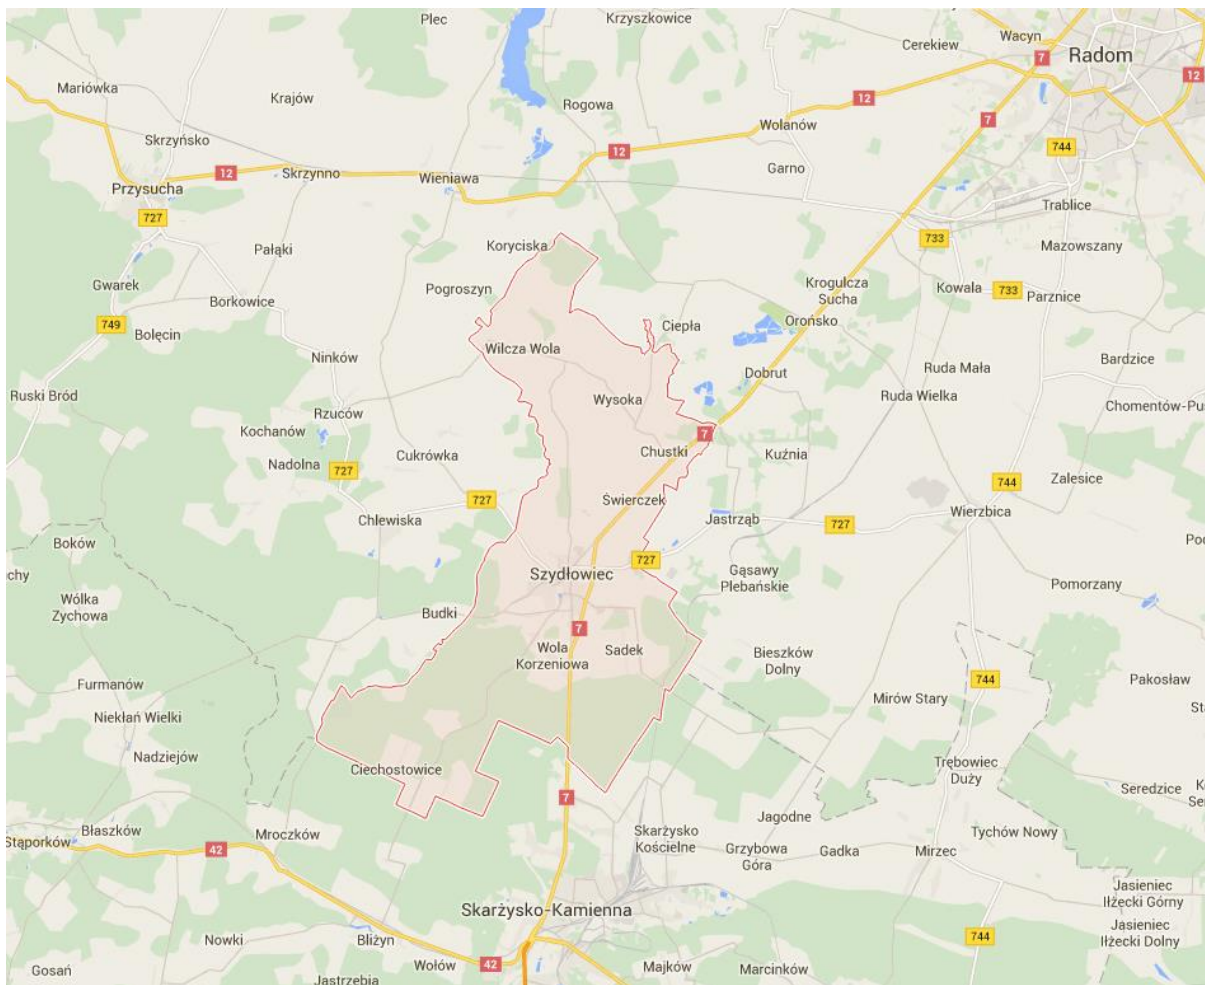 Plec
Krzyszkowice
Wacyn
Cerekiew
Radom
7
12
Mariówka
Krajów
Rogowa
12
Wolanów
7
Skrzyńsko
12
744
Garno
12
Skrzynno
Wieniawa
Przysucha
727
Trablice
733
Mazowszany
Pałąki
Koryciska
Gwarek
Pogroszyn
Krogulcza
Sucha
Kowala
733
Parznice
Borkowice
749
Bolęcin
Ciepła
Orońsko
Wilcza Wola
Ninków
Bardzice
Ruda Mała
Dobrut
Ruski Bród
Wysoka
Ruda Wielka
Chomentów-Pu
Rzuców
Kochanów
7
Chustki
Kuźnia
Cukrówka
Nadolna
727
Zalesice
744
727
Świerczek
Wierzbica
Chlewiska
Jastrząb
727
Boków
Po
727
chy
Szydłowiec
Gąsawy
Plebańskie
Pomorzany
Wólka
Zychowa
Budki
7
Wola
Korzeniowa
Sadek
Bieszków
Dolny
744
Pakosław
Furmanów
Mirów Stary
St
Niekłań Wielki
Nadziejów
Ciechostowice
Trębowiec
Duży
Seredzice
7
Jagodne
Błaszków
Mroczków
Skarżysko
Kościelne
Tychów Nowy
Stąporków
42
Grzybowa
Góra
Gadka
Mirzec
Jasieniec
Iłżecki Górny
Skarżysko-Kamienna
Jasieniec
Iłżecki Dolny
Nowki
Bliżyn
744
Gosań
Wołów
42
Majków
Marcinków
Jastrzębia